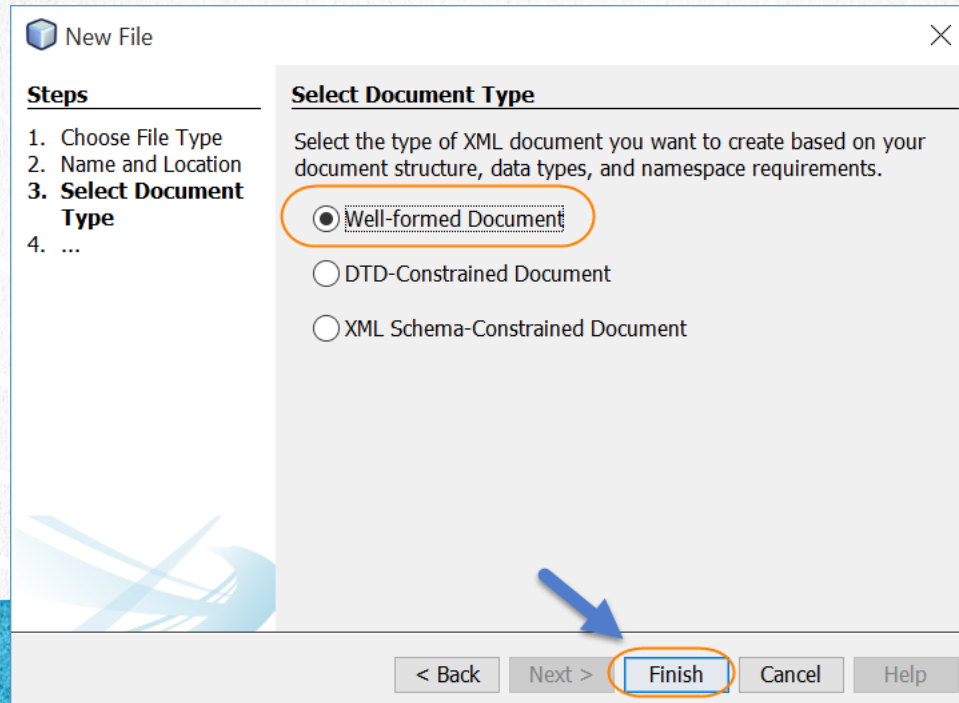 New File
Steps
1. Choose File Type
2. Name and Location
3. Select Document
Type
4. ...
Select Document Type
Select the type of XML document you want to create based on your
document structure, data types, and namespace requirements.
Well-formed Document
DTD-Constrained Document
XML Schema-Constrained Document
< Back
Next >
Finish
Cancel
Help